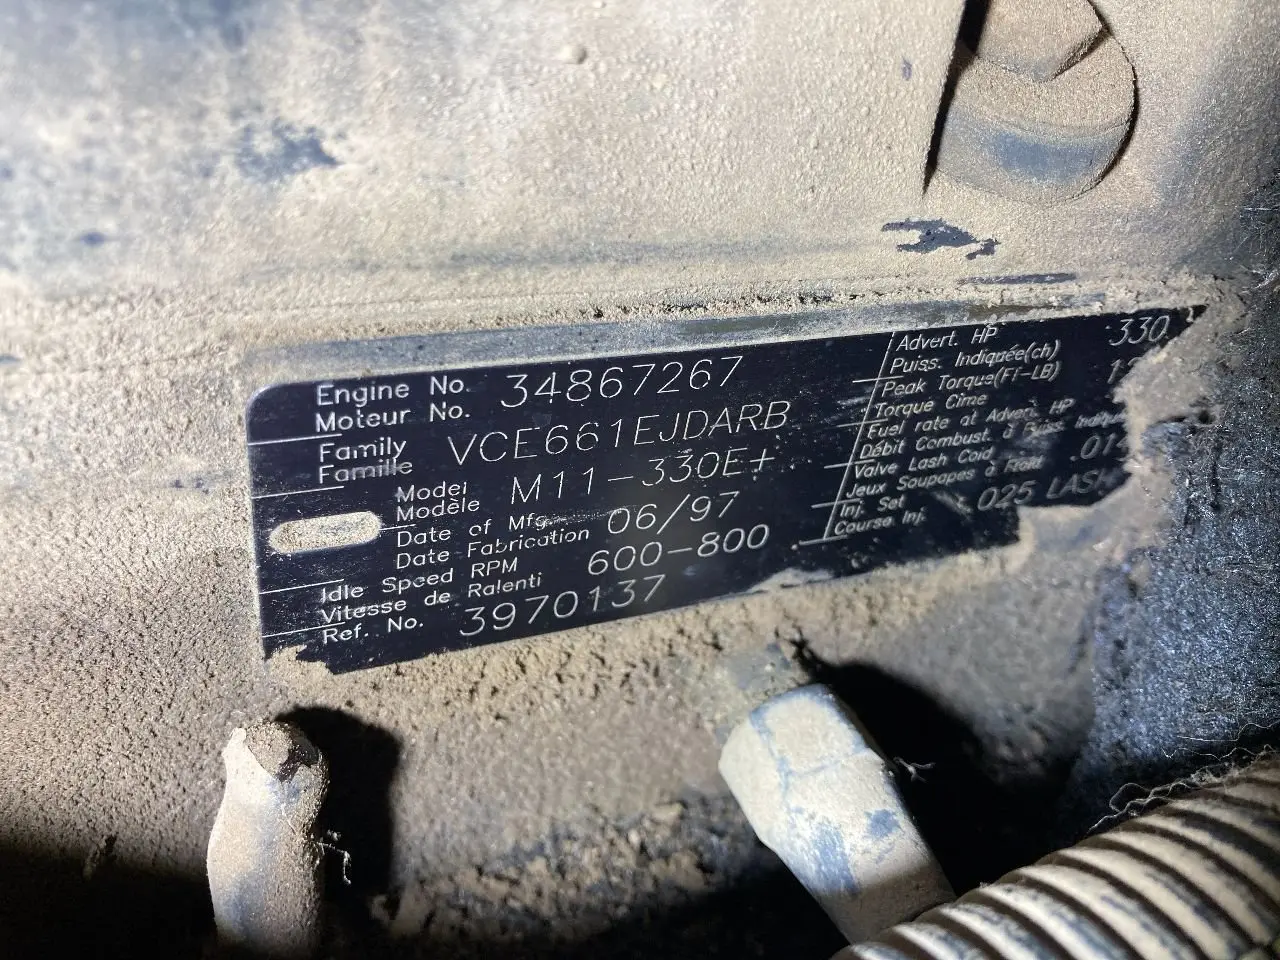 Engine No. 34867267
Moteur No.
Family VCE661EJDARB
Famille
Model M11-330E+
Modèle
Date of Mfg. 06/97
Date Fabrication
Idle Speed RPM 600-800
Vitesse de Ralenti
Ref. No. 3970137
Advert. HP 330
Puiss. Indiquée(ch)
Peak Torque(FT-LB)
Torque Cime
Fuel rate at Advert. HP
Débit Combust. à Puiss.
Valve Lash Cold
Jeux Soupapes à Froid
Inj. Set .025 LASH
Course Inj.